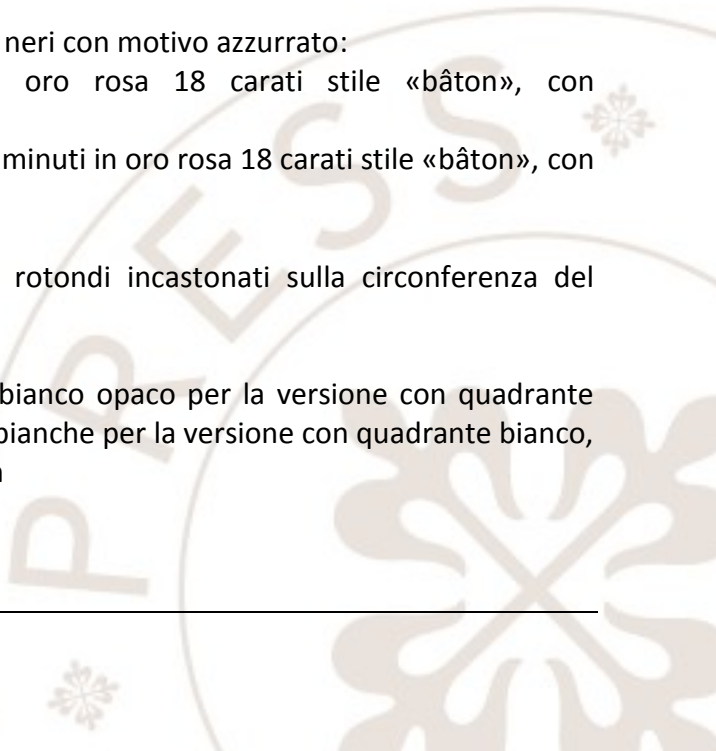 neri con motivo azzurrato:
oro rosa 18 carati stile «bâton», con
minuti in oro rosa 18 carati stile «bâton», con
rotondi incastonati sulla circonferenza del
bianco opaco per la versione con quadrante
bianche per la versione con quadrante bianco,
PRESS